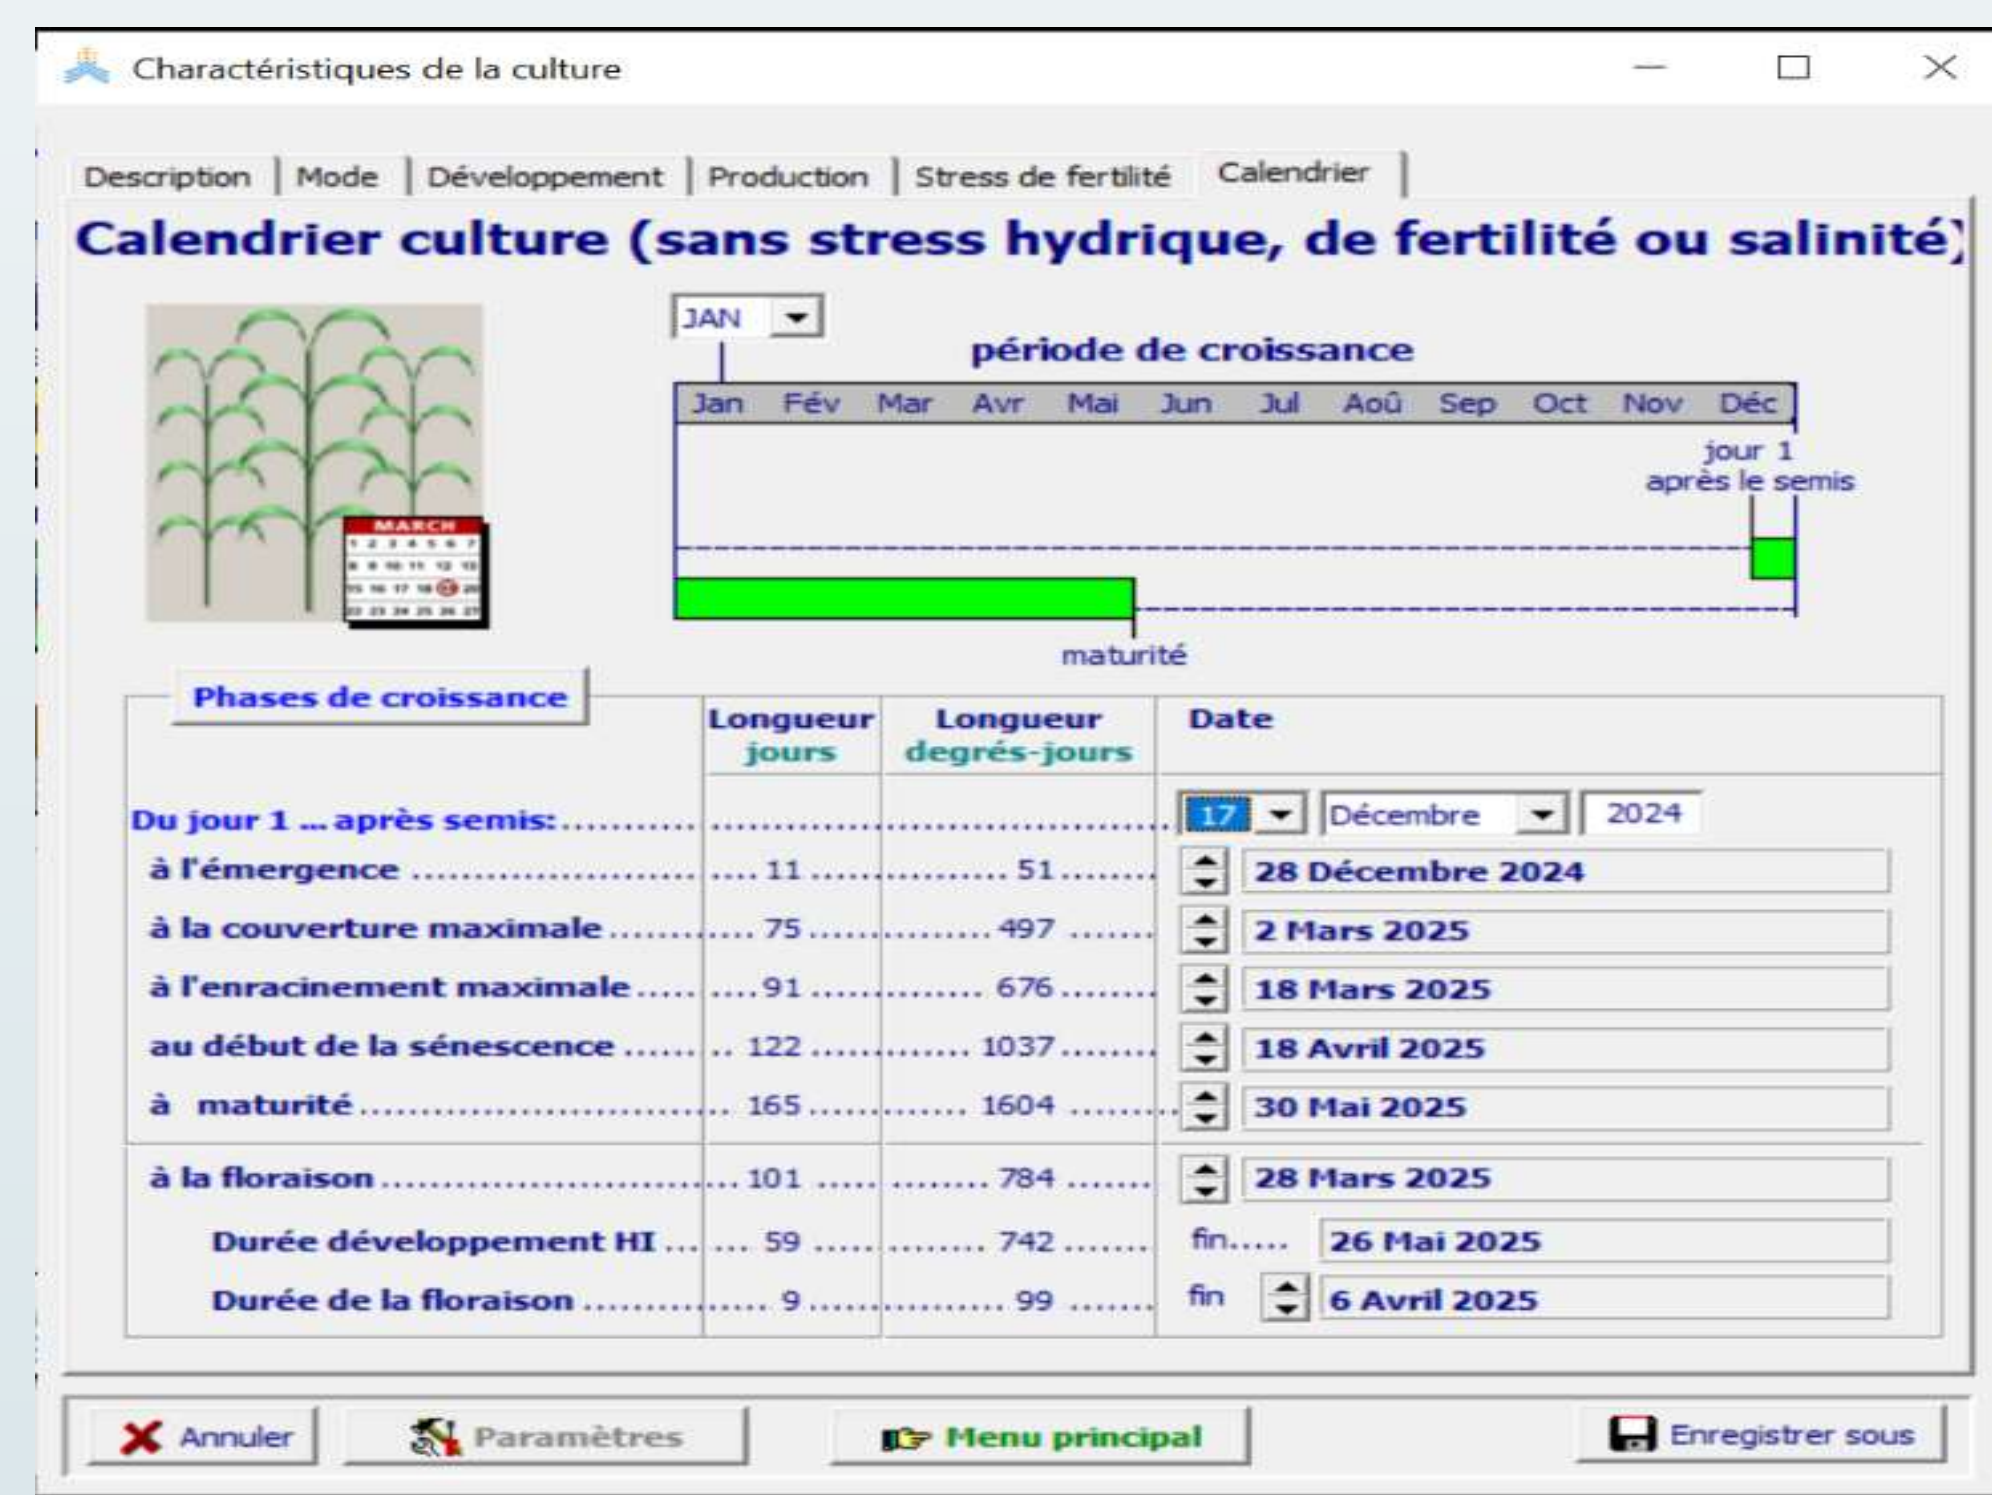 Charactéristiques de la culture
Description Mode Développement Production Stress de fertilité Calendrier
Calendrier culture (sans stress hydrique, de fertilité ou salinité)
JAN
période de croissance
Jan Fév Mar Avr Mai Jun Jul Aoû Sep Oct Nov Déc
jour 1
après le semis
maturité
MARCH
Phases de croissance
Longueur Longueur Date
jours degrés-jours
Du jour 1 ... après semis: 17 Décembre 2024
à l'émergence 11 51 28 Décembre 2024
à la couverture maximale 75 497 2 Mars 2025
à l'enracinement maximale 91 676 18 Mars 2025
au début de la sénescence 122 1037 18 Avril 2025
à maturité 165 1604 30 Mai 2025
à la floraison 101 784 28 Mars 2025
Durée développement HI 59 742 fin..... 26 Mai 2025
Durée de la floraison 9 99 fin 6 Avril 2025
Annuler Paramètres Menu principal Enregistrer sous